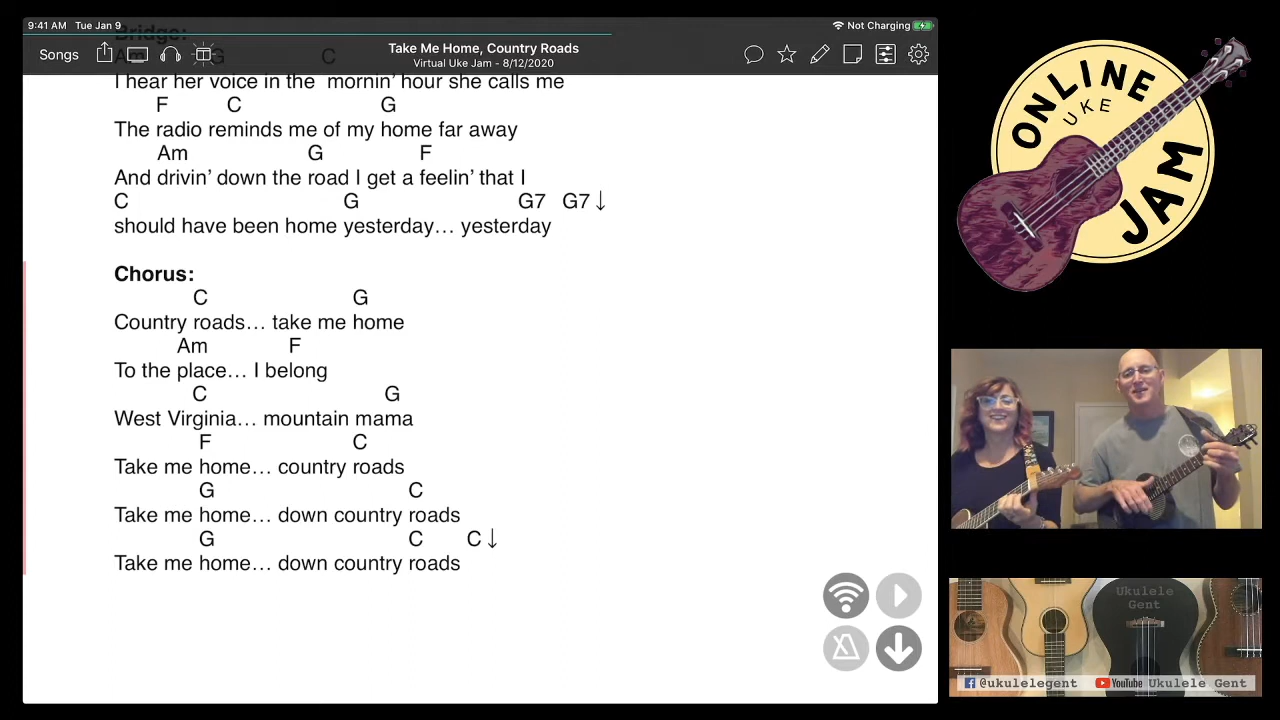 9:41 AM Tue Jan 9
Not Charging
Songs
Take Me Home, Country Roads
Virtual Uke Jam - 8/12/2020
Bridge:
Am G C
I hear her voice in the mornin' hour she calls me
F C G
The radio reminds me of my home far away
Am G F
And drivin' down the road I get a feelin' that I
C G G7 G7↓
should have been home yesterday… yesterday
Chorus:
C G
Country roads… take me home
Am F
To the place… I belong
C G
West Virginia… mountain mama
F C
Take me home… country roads
G C
Take me home… down country roads
G C C↓
Take me home… down country roads
ONLINE
UKE
JAM
Ukulele
Gent
@ukulelegent YouTube Ukulele Gent